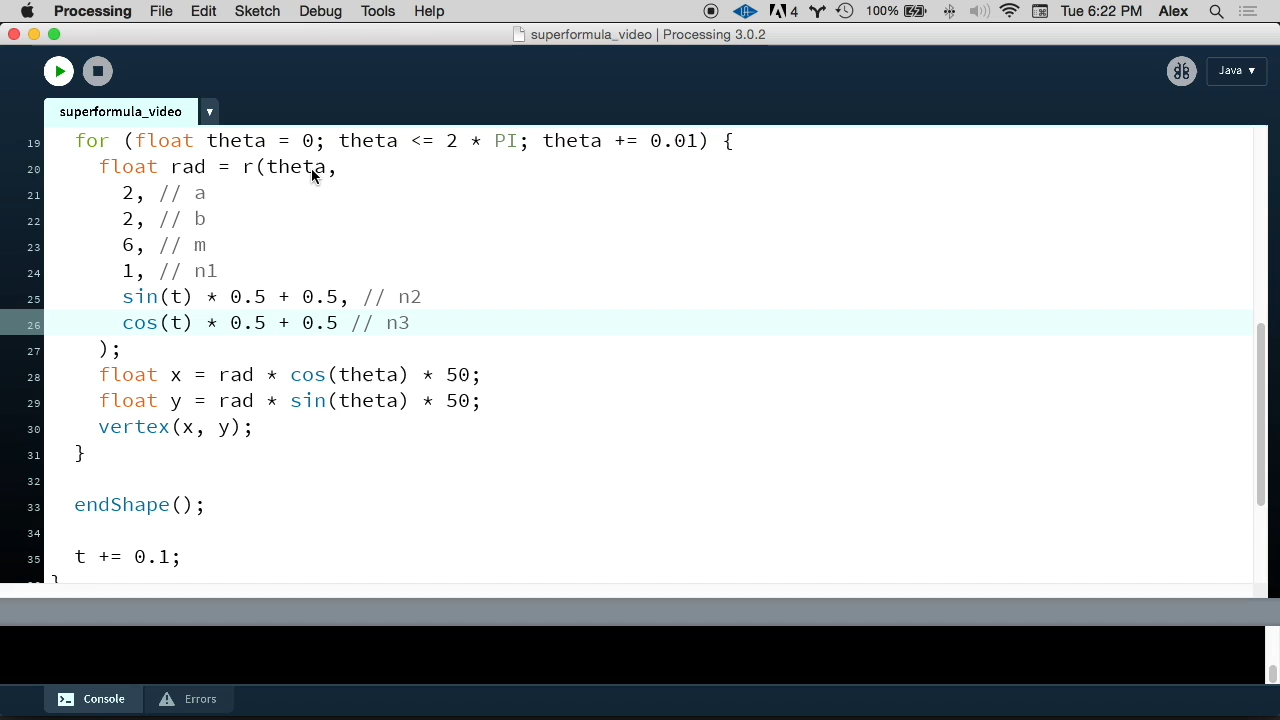 Processing File Edit Sketch Debug Tools Help 4 100% Tue 6:22 PM Alex
superformula_video | Processing 3.0.2
Java ▼
superformula_video ▼
19 for (float theta = 0; theta <= 2 * PI; theta += 0.01) {
20 float rad = r(theta,
21 2, // a
22 2, // b
23 6, // m
24 1, // n1
25 sin(t) * 0.5 + 0.5, // n2
26 cos(t) * 0.5 + 0.5 // n3
27 );
28 float x = rad * cos(theta) * 50;
29 float y = rad * sin(theta) * 50;
30 vertex(x, y);
31 }
32
33 endShape();
34
35 t += 0.1;
}
Console Errors